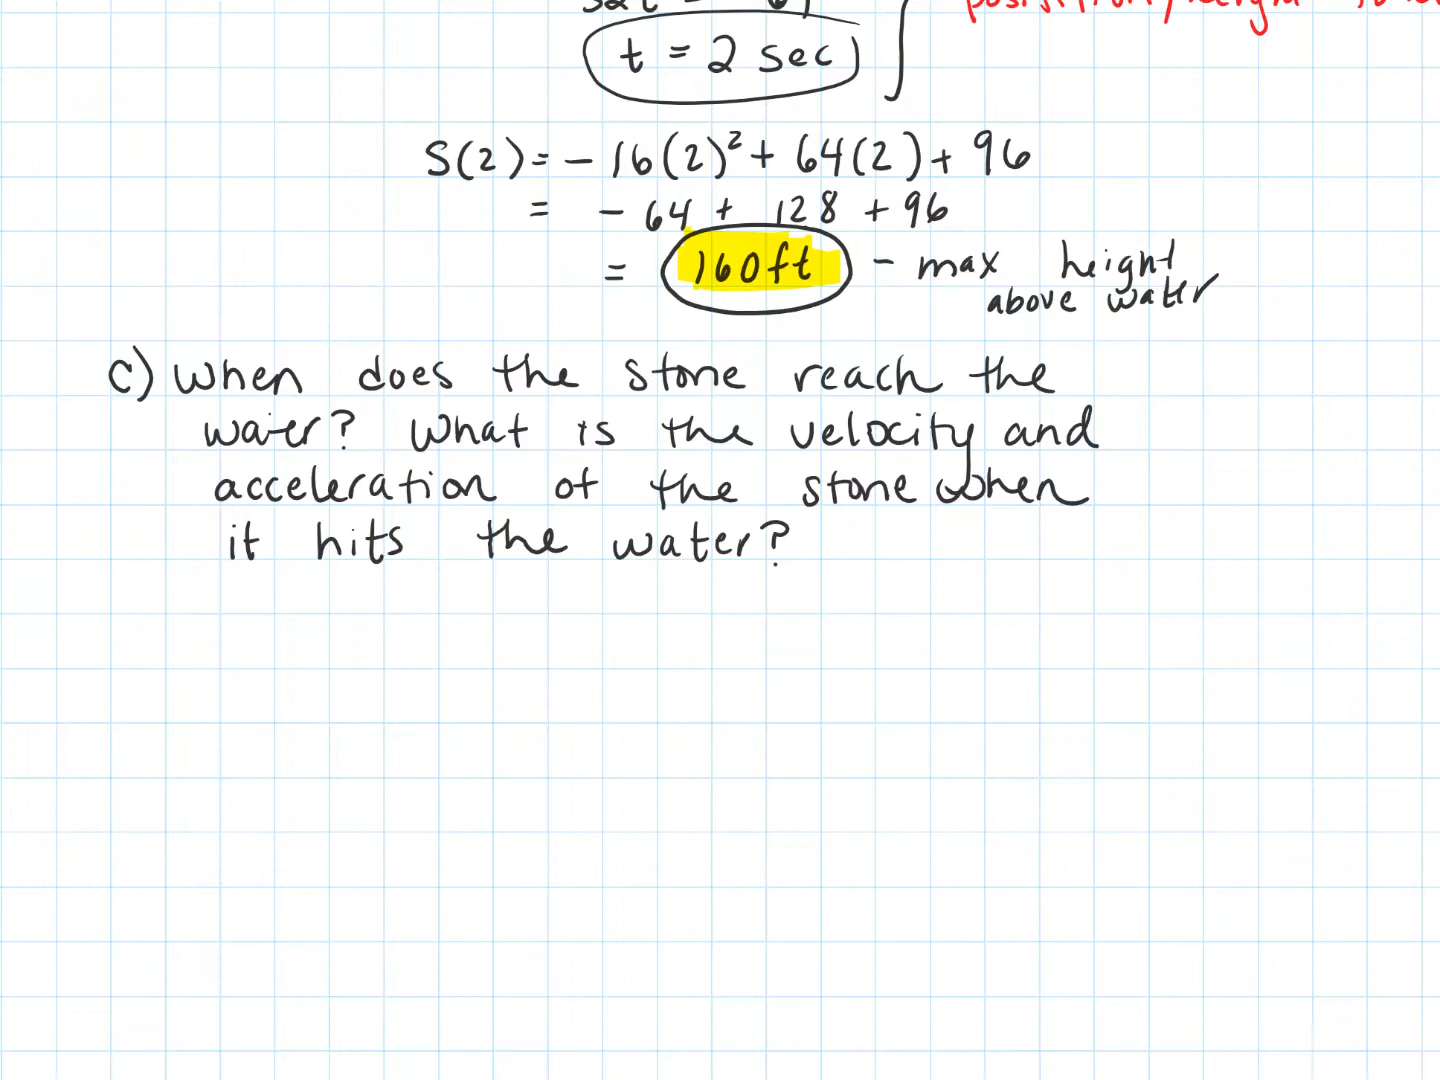 t = 2 sec
S(2) = - 16(2)² + 64(2) + 96
= - 64 + 128 + 96
= 160ft - max height
above water
c) When does the stone reach the
water? What is the velocity and
acceleration of the stone when
it hits the water?